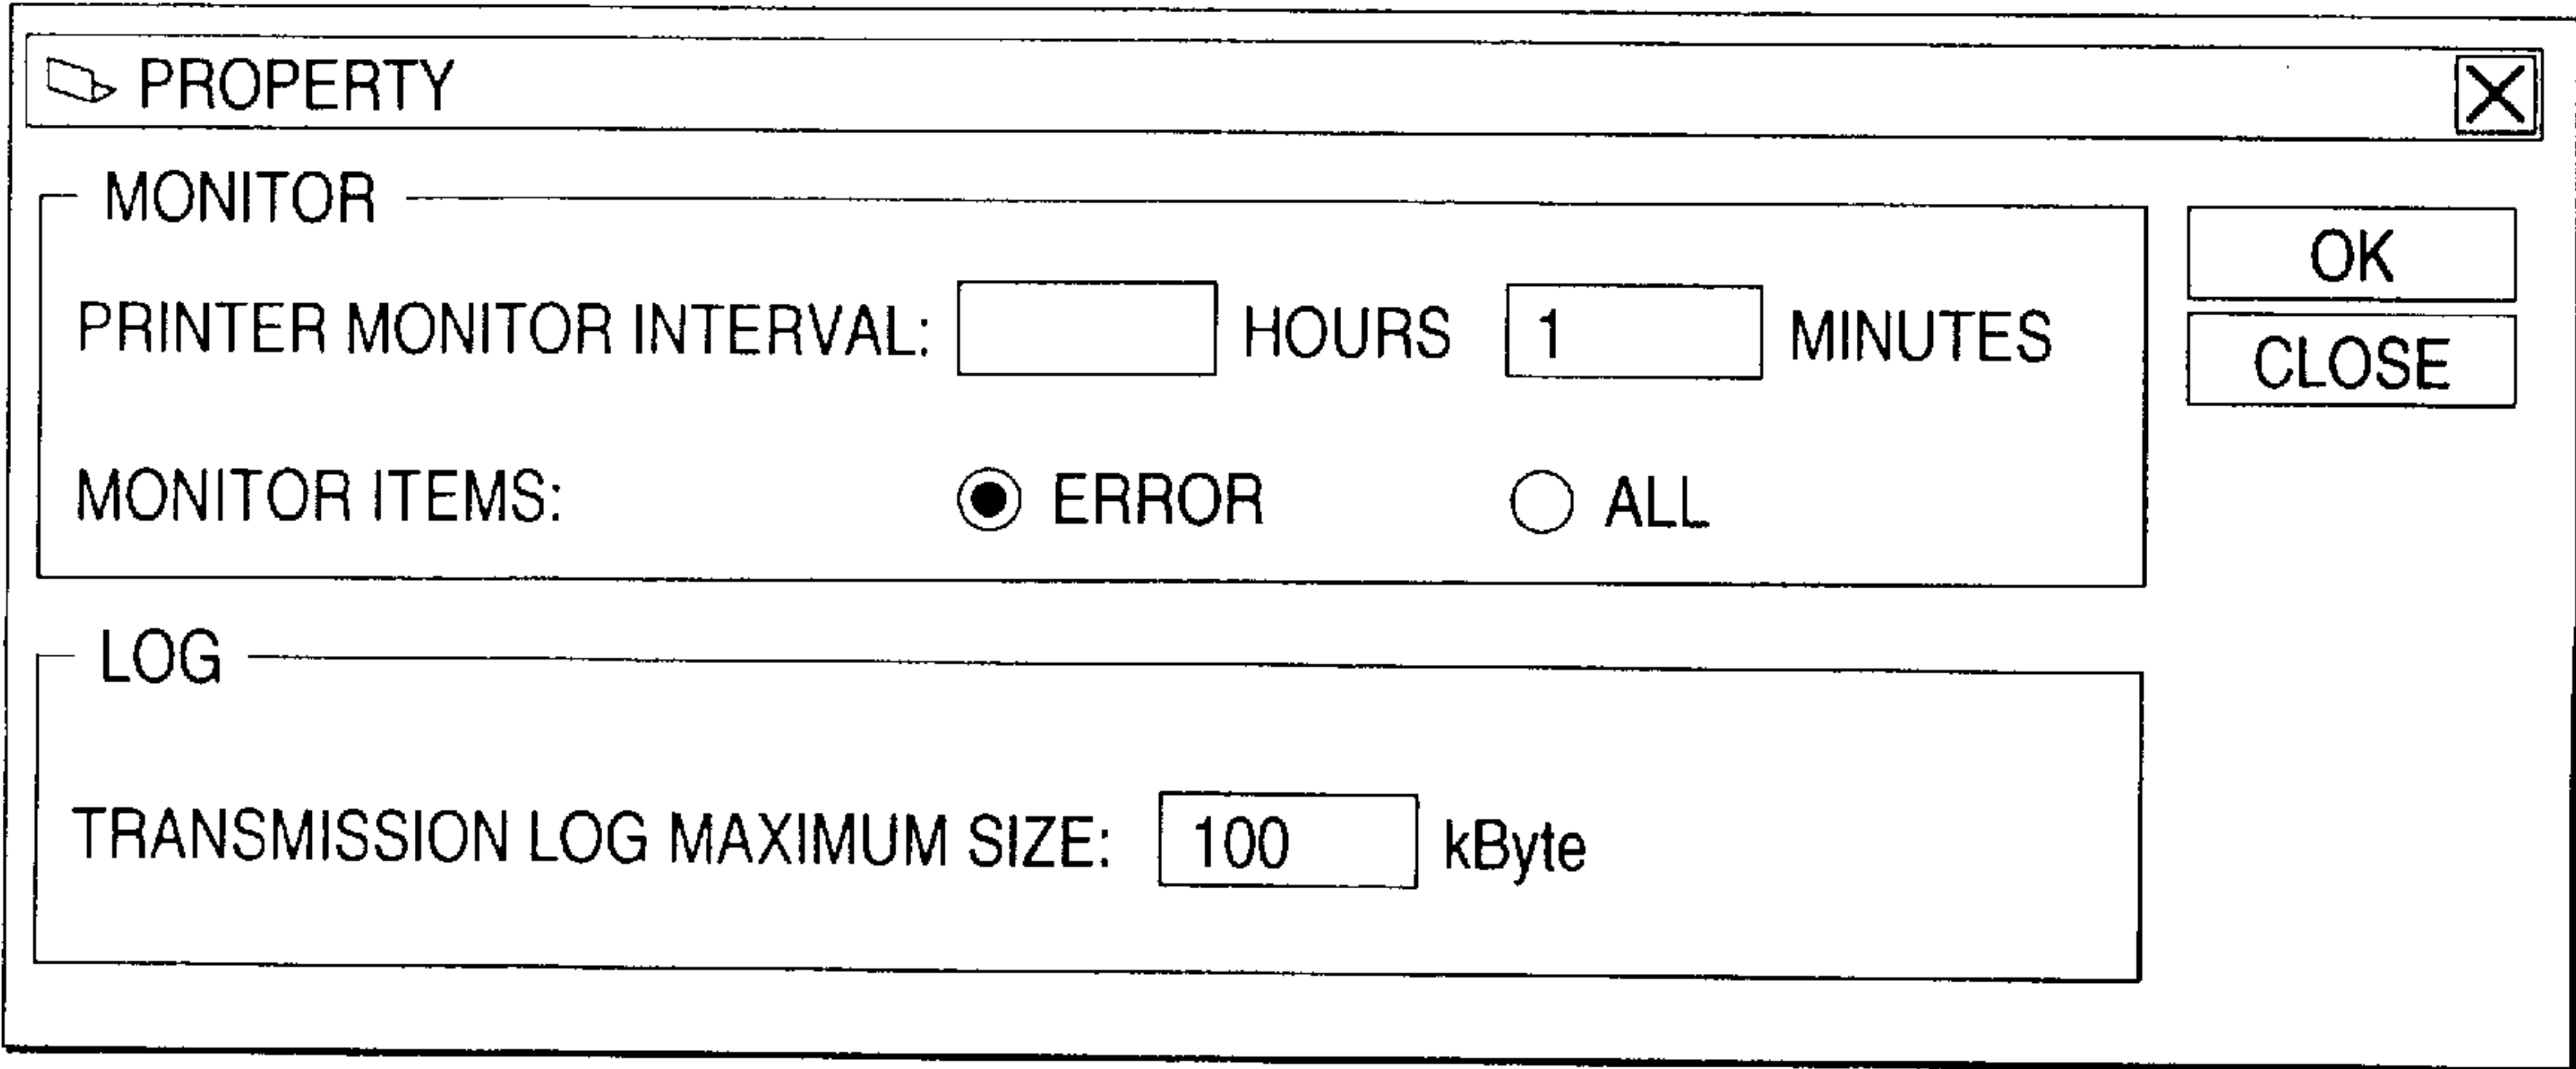 PROPERTY
MONITOR
PRINTER MONITOR INTERVAL: HOURS 1 MINUTES
MONITOR ITEMS: ERROR ALL
OK
CLOSE
LOG
TRANSMISSION LOG MAXIMUM SIZE: 100 kByte